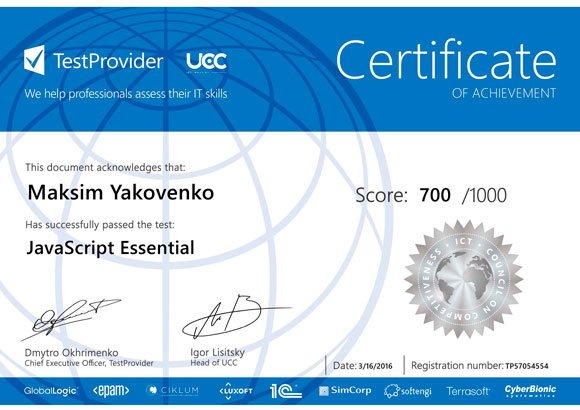 TestProvider
UCC
Certificate
OF ACHIEVEMENT
We help professionals assess their IT skills
This document acknowledges that:
Maksim Yakovenko
Score: 700 /1000
Has successfully passed the test:
JavaScript Essential
ICT • COUNCIL ON COMPETITIVENESS •
Dmytro Okhrimenko
Chief Executive Officer, TestProvider
Igor Lisitsky
Head of UCC
Date: 3/16/2016
Registration number: TP57054554
GlobalLogic
<epam>
CIKLUM
LUXOFT
1C
SimCorp
softengi
Terrasoft
CyberBionic
systematics